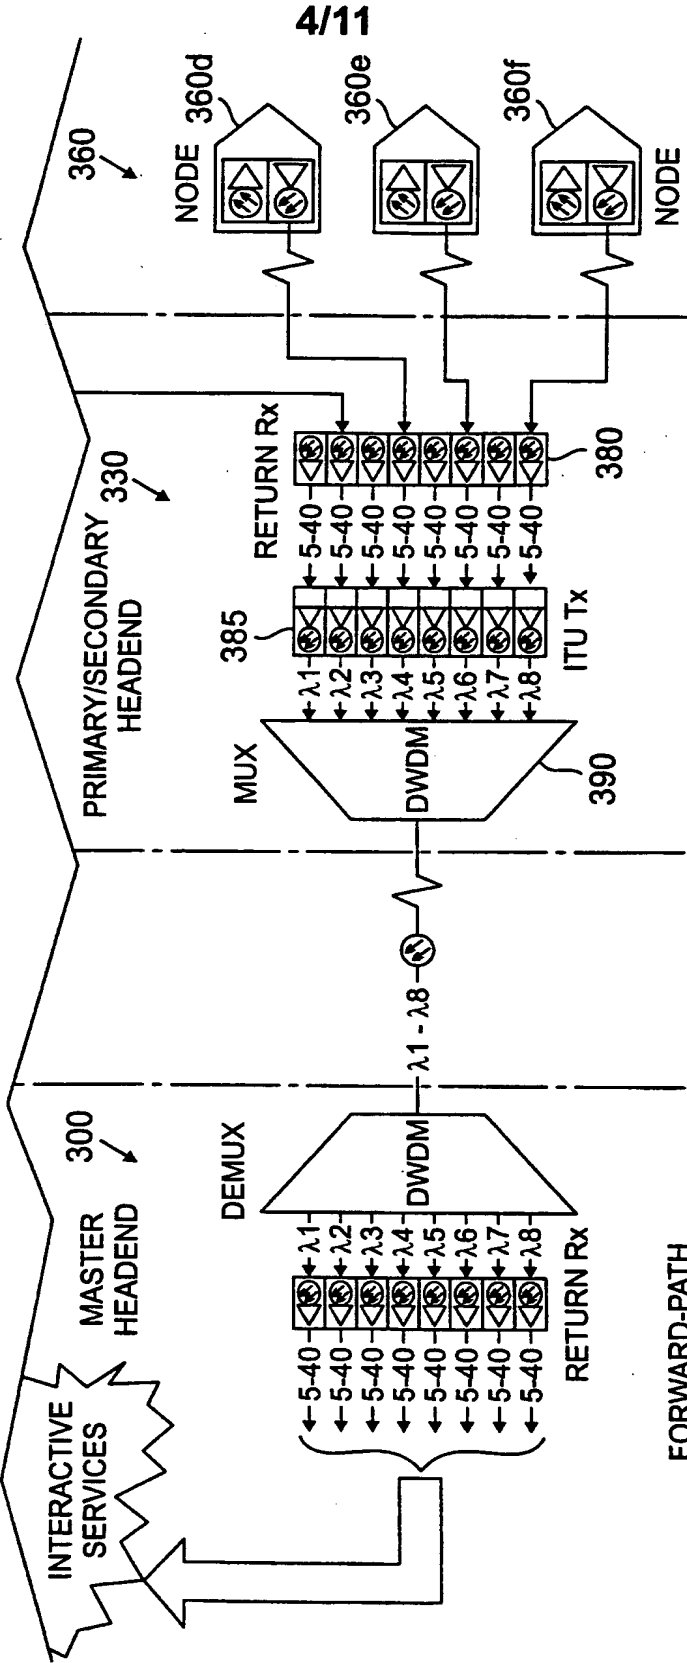 4/11
INTERACTIVE
SERVICES
MASTER
HEADEND
300
PRIMARY/SECONDARY
HEADEND
330
360
NODE
360d
360e
360f
NODE
DEMUX
DWDM
λ1
λ2
λ3
λ4
λ5
λ6
λ7
λ8
RETURN Rx
5-40
5-40
5-40
5-40
5-40
5-40
5-40
5-40
λ1 - λ8
MUX
DWDM
390
λ1
λ2
λ3
λ4
λ5
λ6
λ7
λ8
385
ITU Tx
5-40
5-40
5-40
5-40
5-40
5-40
5-40
5-40
RETURN Rx
380
FORWARD-PATH